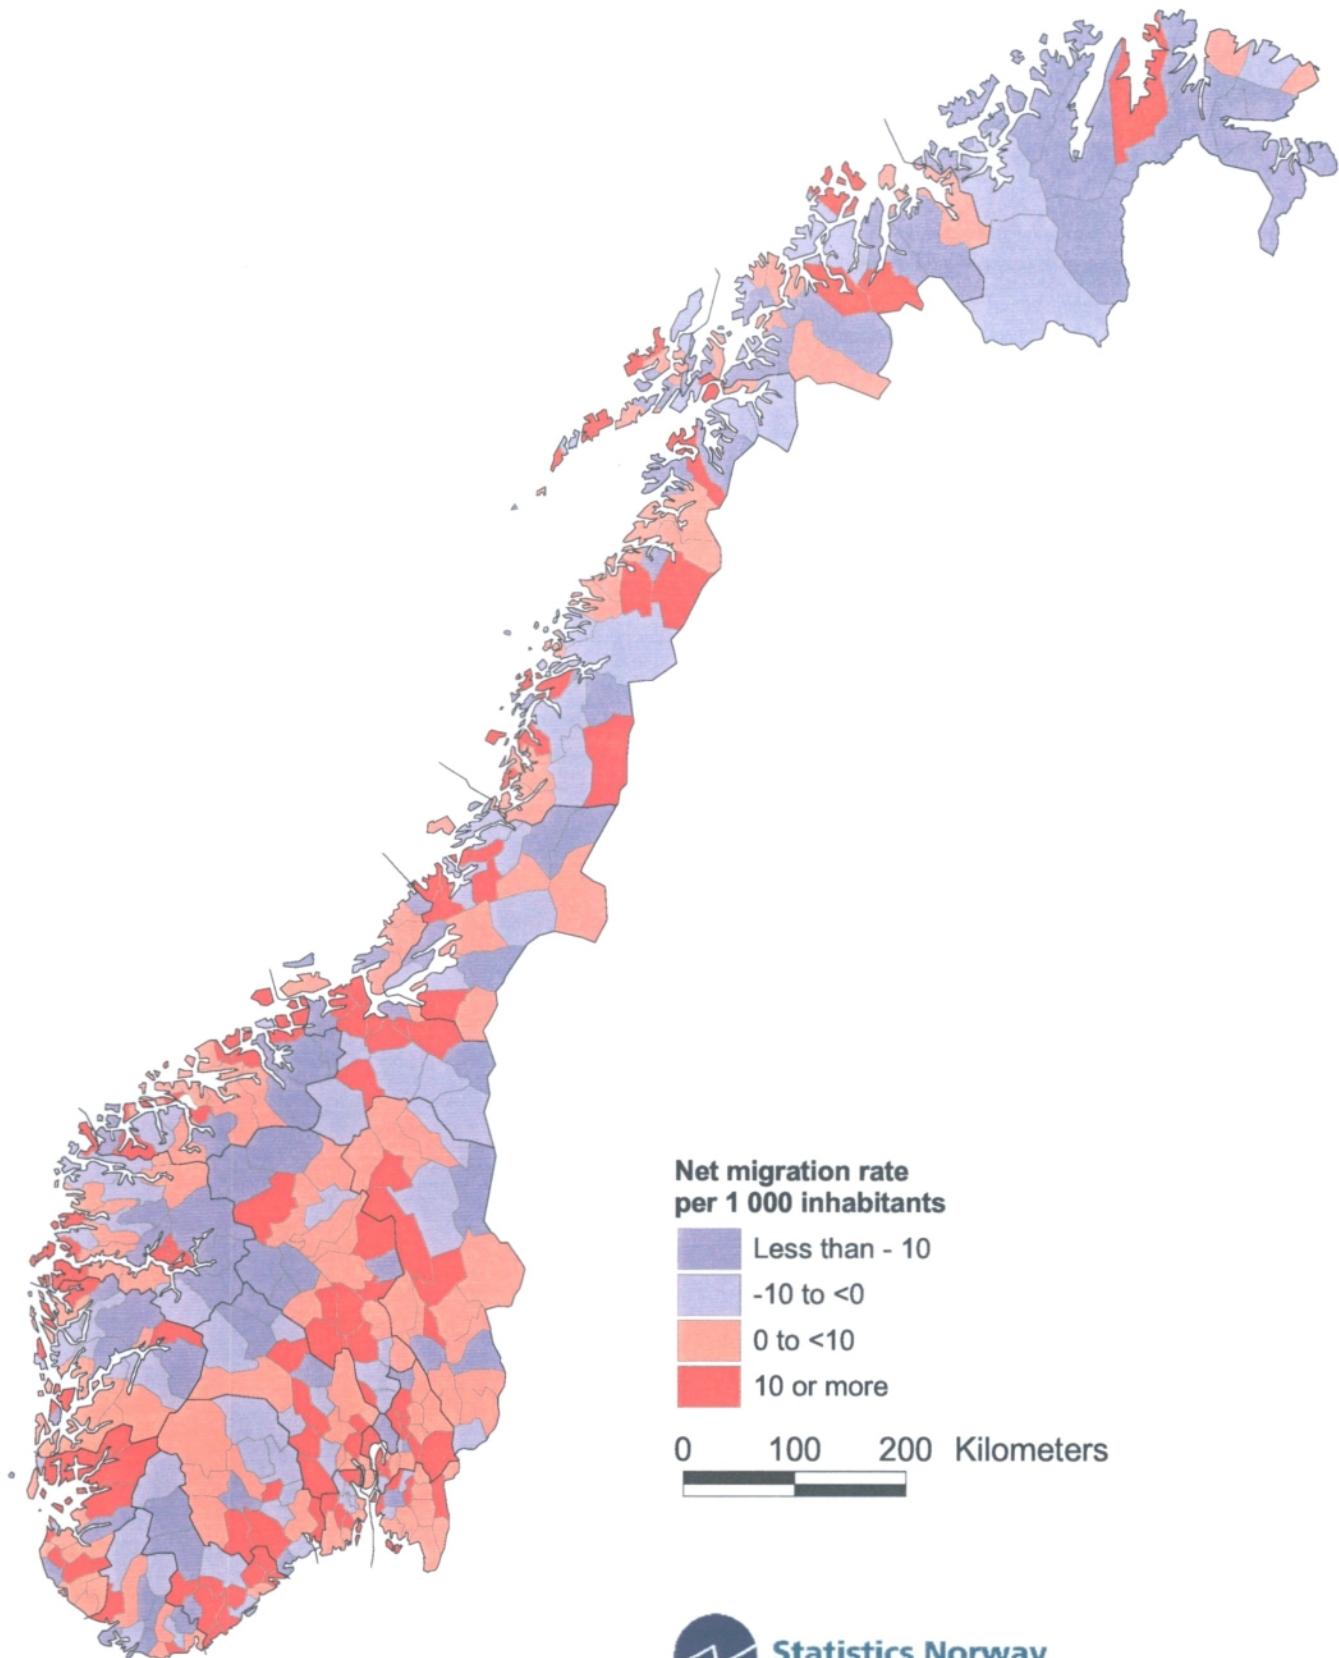 Net migration rate
per 1 000 inhabitants
Less than - 10
-10 to <0
0 to <10
10 or more
0 100 200 Kilometers
Statistics Norway